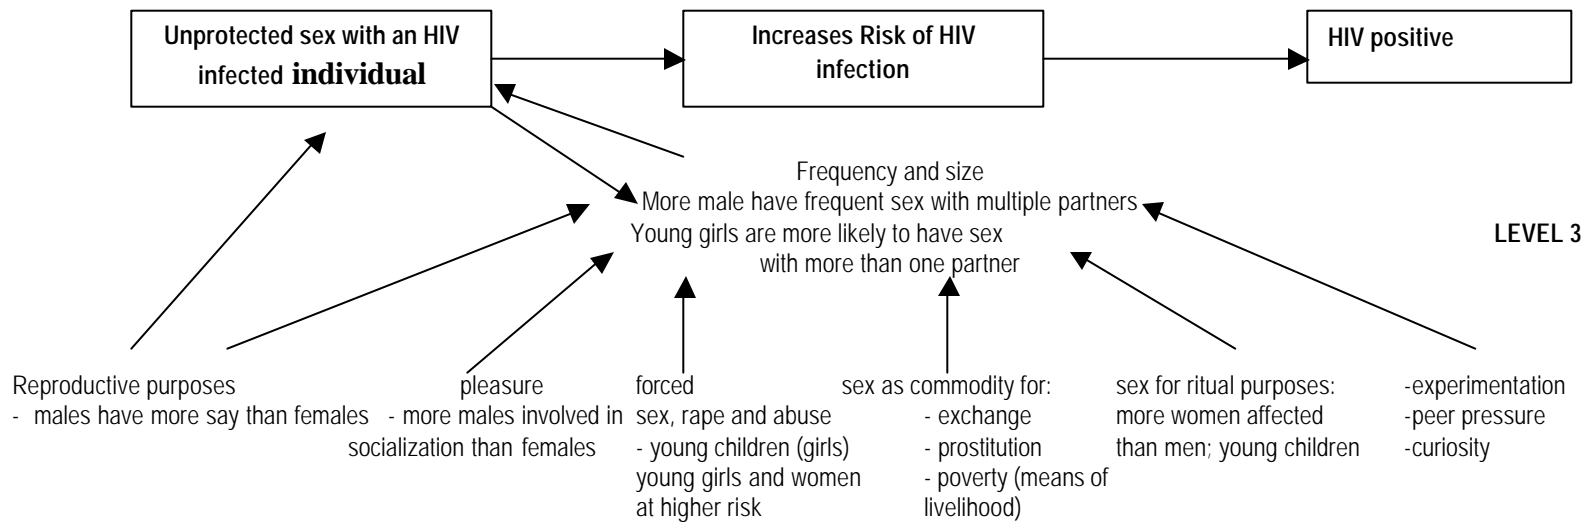 Unprotected sex with an HIV
infected individual
Increases Risk of HIV
infection
HIV positive
Frequency and size
More male have frequent sex with multiple partners
Young girls are more likely to have sex
with more than one partner
LEVEL 3
Reproductive purposes
- males have more say than females
pleasure
- more males involved in
socialization than females
forced
sex, rape and abuse
- young children (girls)
young girls and women
at higher risk
sex as commodity for:
- exchange
- prostitution
- poverty (means of
livelihood)
sex for ritual purposes:
more women affected
than men; young children
-experimentation
-peer pressure
-curiosity